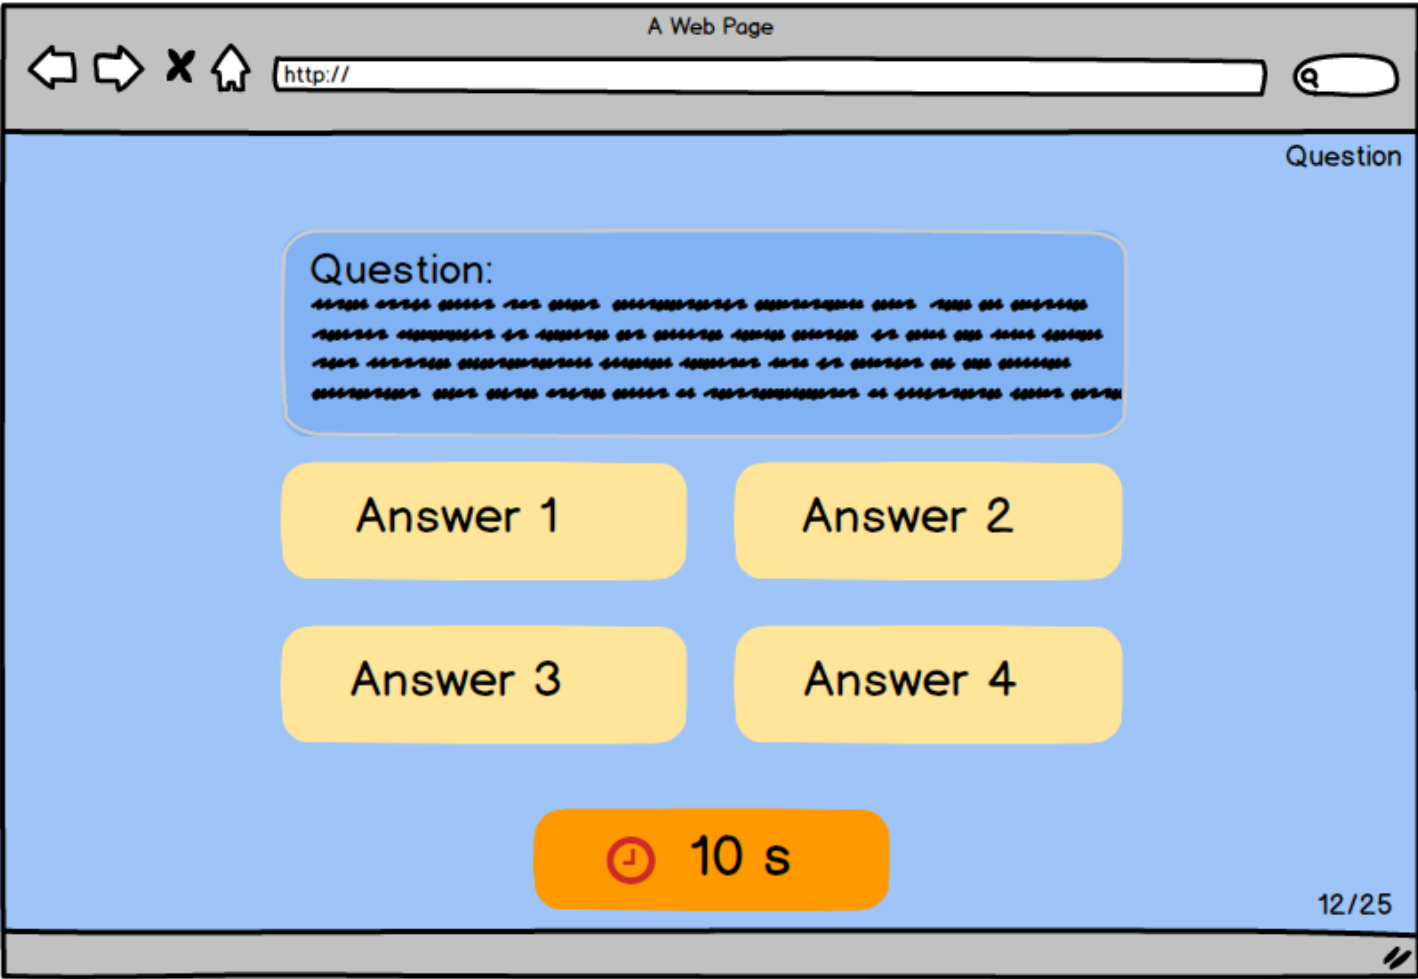 A Web Page
http://
Question
Question:
Answer 1
Answer 2
Answer 3
Answer 4
10 s
12/25